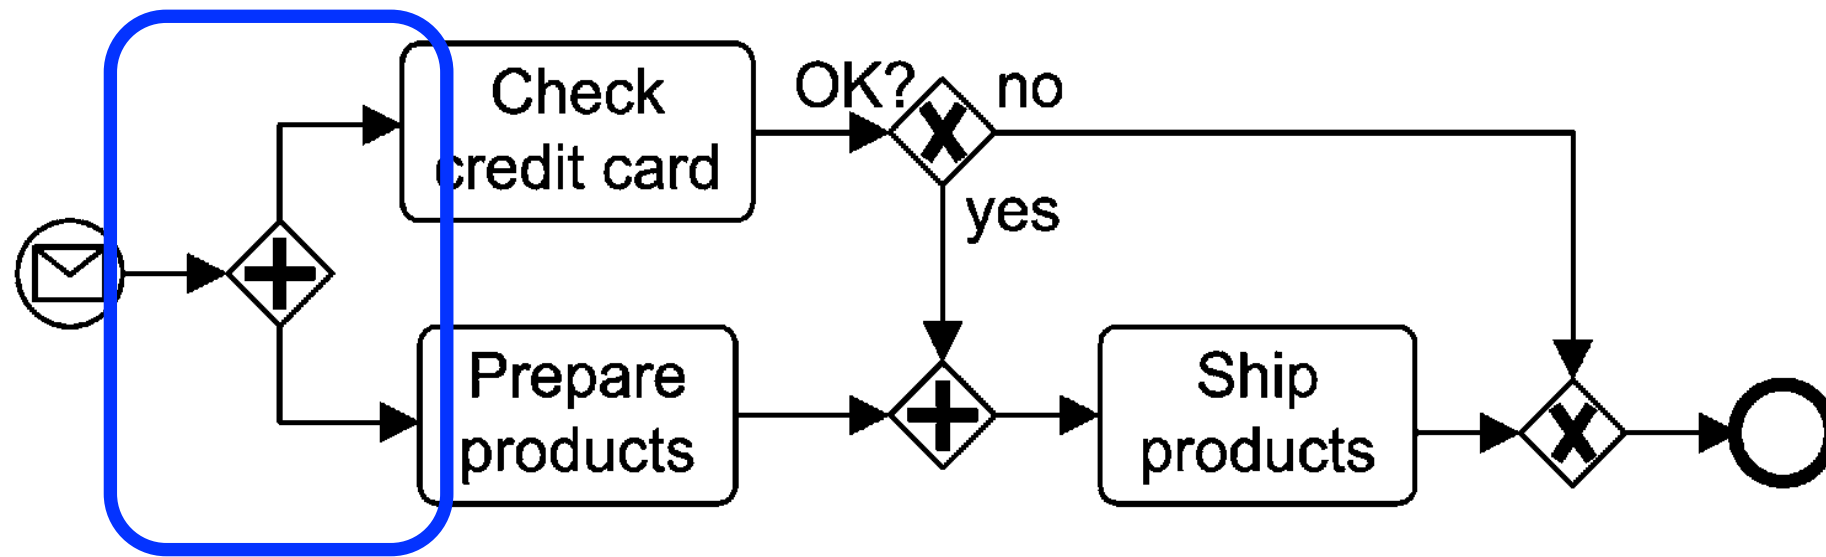 Check
credit card
OK?
no
yes
Prepare
products
Ship
products